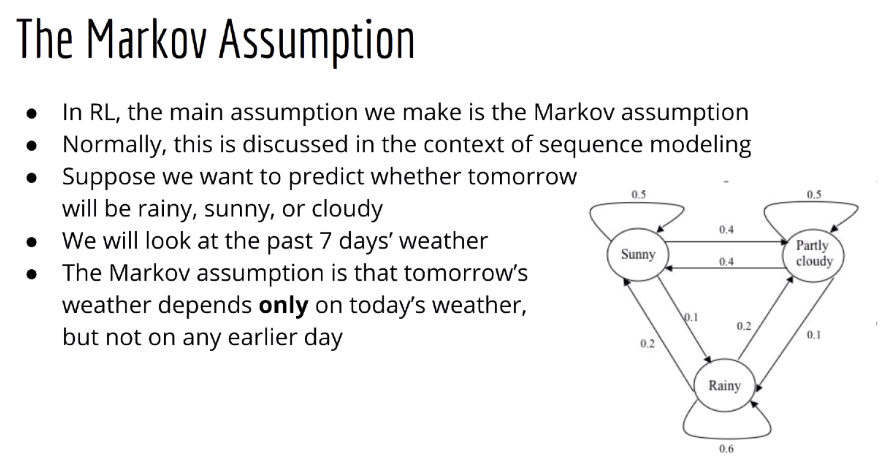 The Markov Assumption
● In RL, the main assumption we make is the Markov assumption
● Normally, this is discussed in the context of sequence modeling
● Suppose we want to predict whether tomorrow
will be rainy, sunny, or cloudy
● We will look at the past 7 days’ weather
● The Markov assumption is that tomorrow’s
weather depends only on today’s weather,
but not on any earlier day
0.5
0.5
Sunny
0.4
0.4
Partly
cloudy
0.1
0.2
0.2
0.1
Rainy
0.6